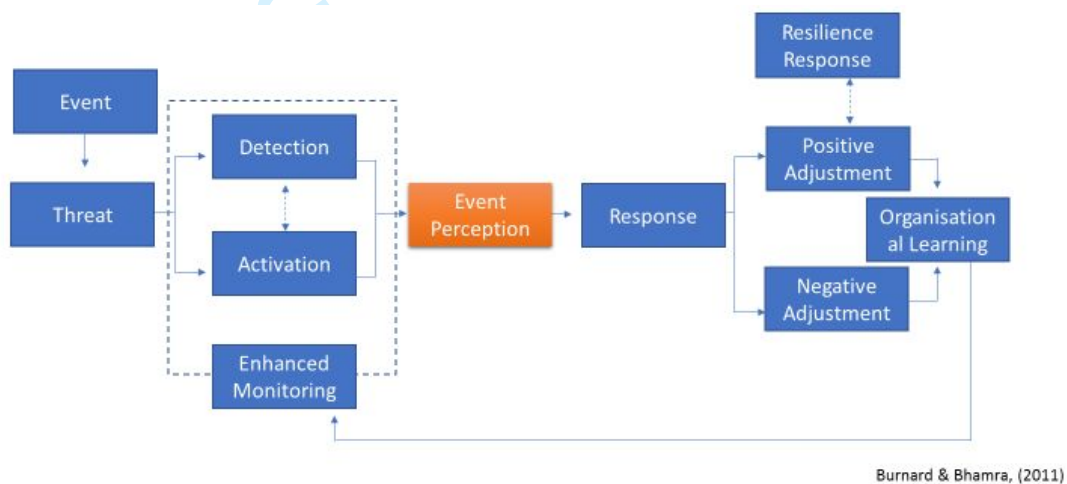 Event
Threat
Detection
Activation
Enhanced
Monitoring
Event
Perception
Response
Resilience
Response
Positive
Adjustment
Negative
Adjustment
Organisation
al Learning
Burnard & Bhamra, (2011)